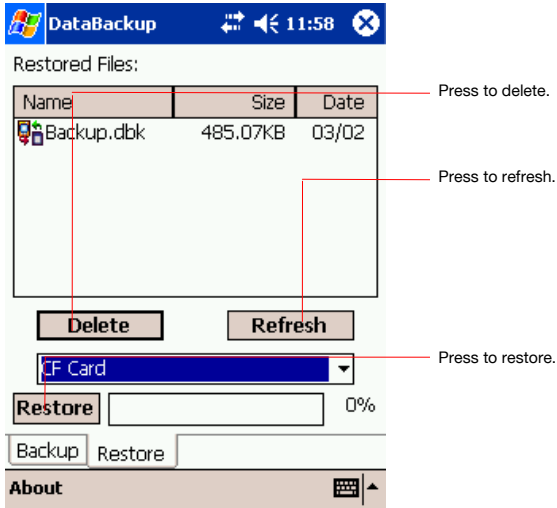 DataBackup 11:58
Restored Files:
Name Size Date
Backup.dbk 485.07KB 03/02
Delete Refresh
CF Card
Restore 0%
Backup Restore
About
Press to delete.
Press to refresh.
Press to restore.